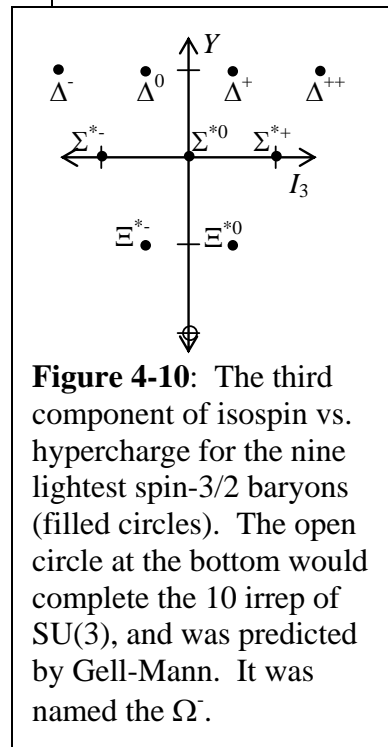 Y
Δ⁻ Δ⁰ Δ⁺ Δ⁺⁺
Σ*⁻ Σ*⁰ Σ*⁺
I₃
Ξ*⁻ Ξ*⁰
Figure 4-10: The third
component of isospin vs.
hypercharge for the nine
lightest spin-3/2 baryons
(filled circles). The open
circle at the bottom would
complete the 10 irrep of
SU(3), and was predicted
by Gell-Mann. It was
named the Ω⁻.